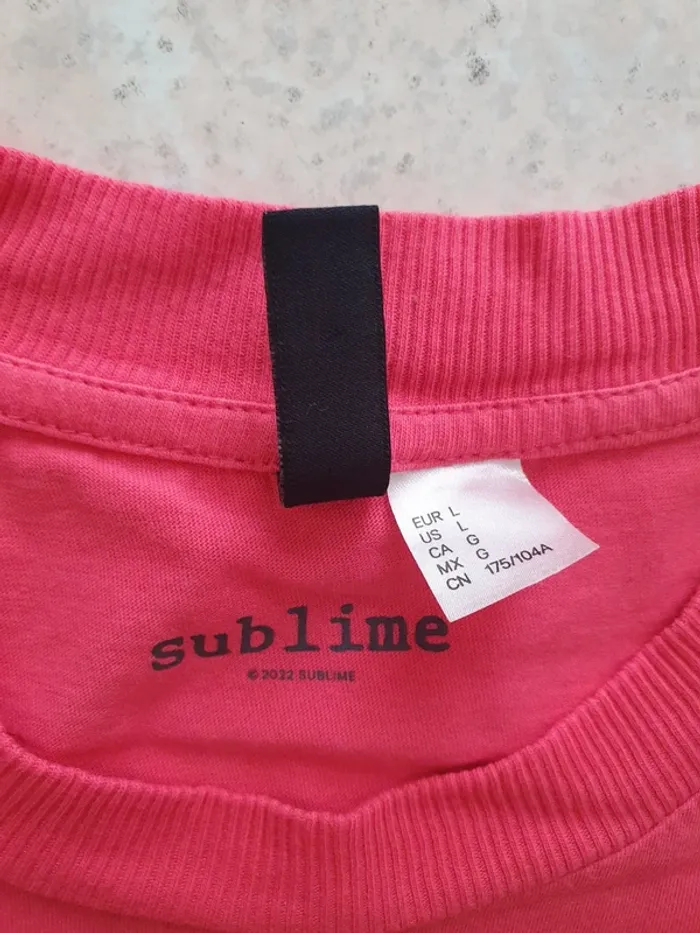 EUR L
US L
CA G
MX G
CN 175/104A
sublime
© 2022 SUBLIME